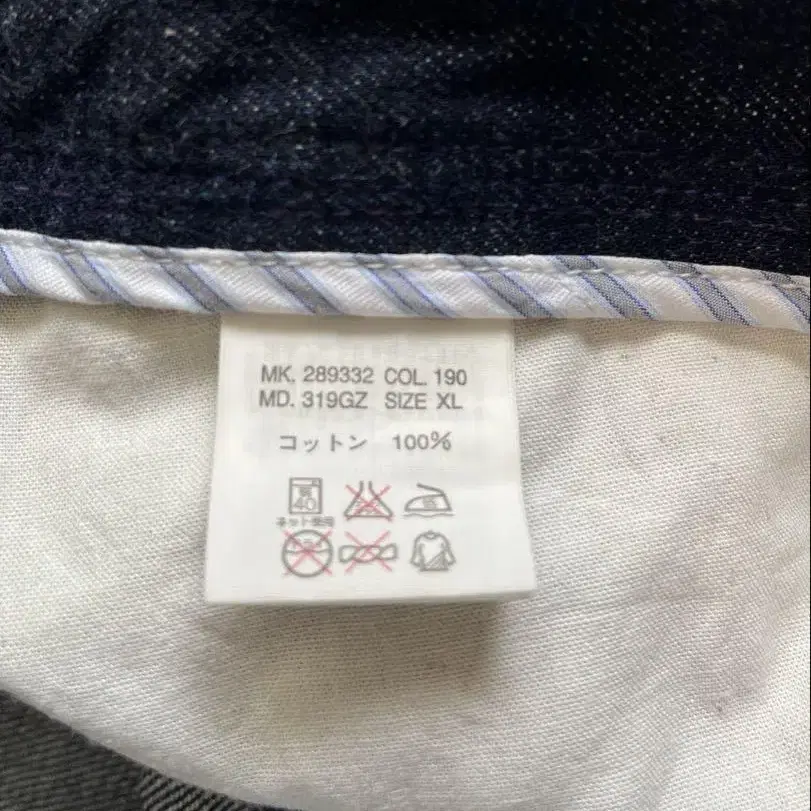 MK. 289332 COL. 190
MD. 319GZ SIZE XL
コットン 100%
弱
40
ネット使用